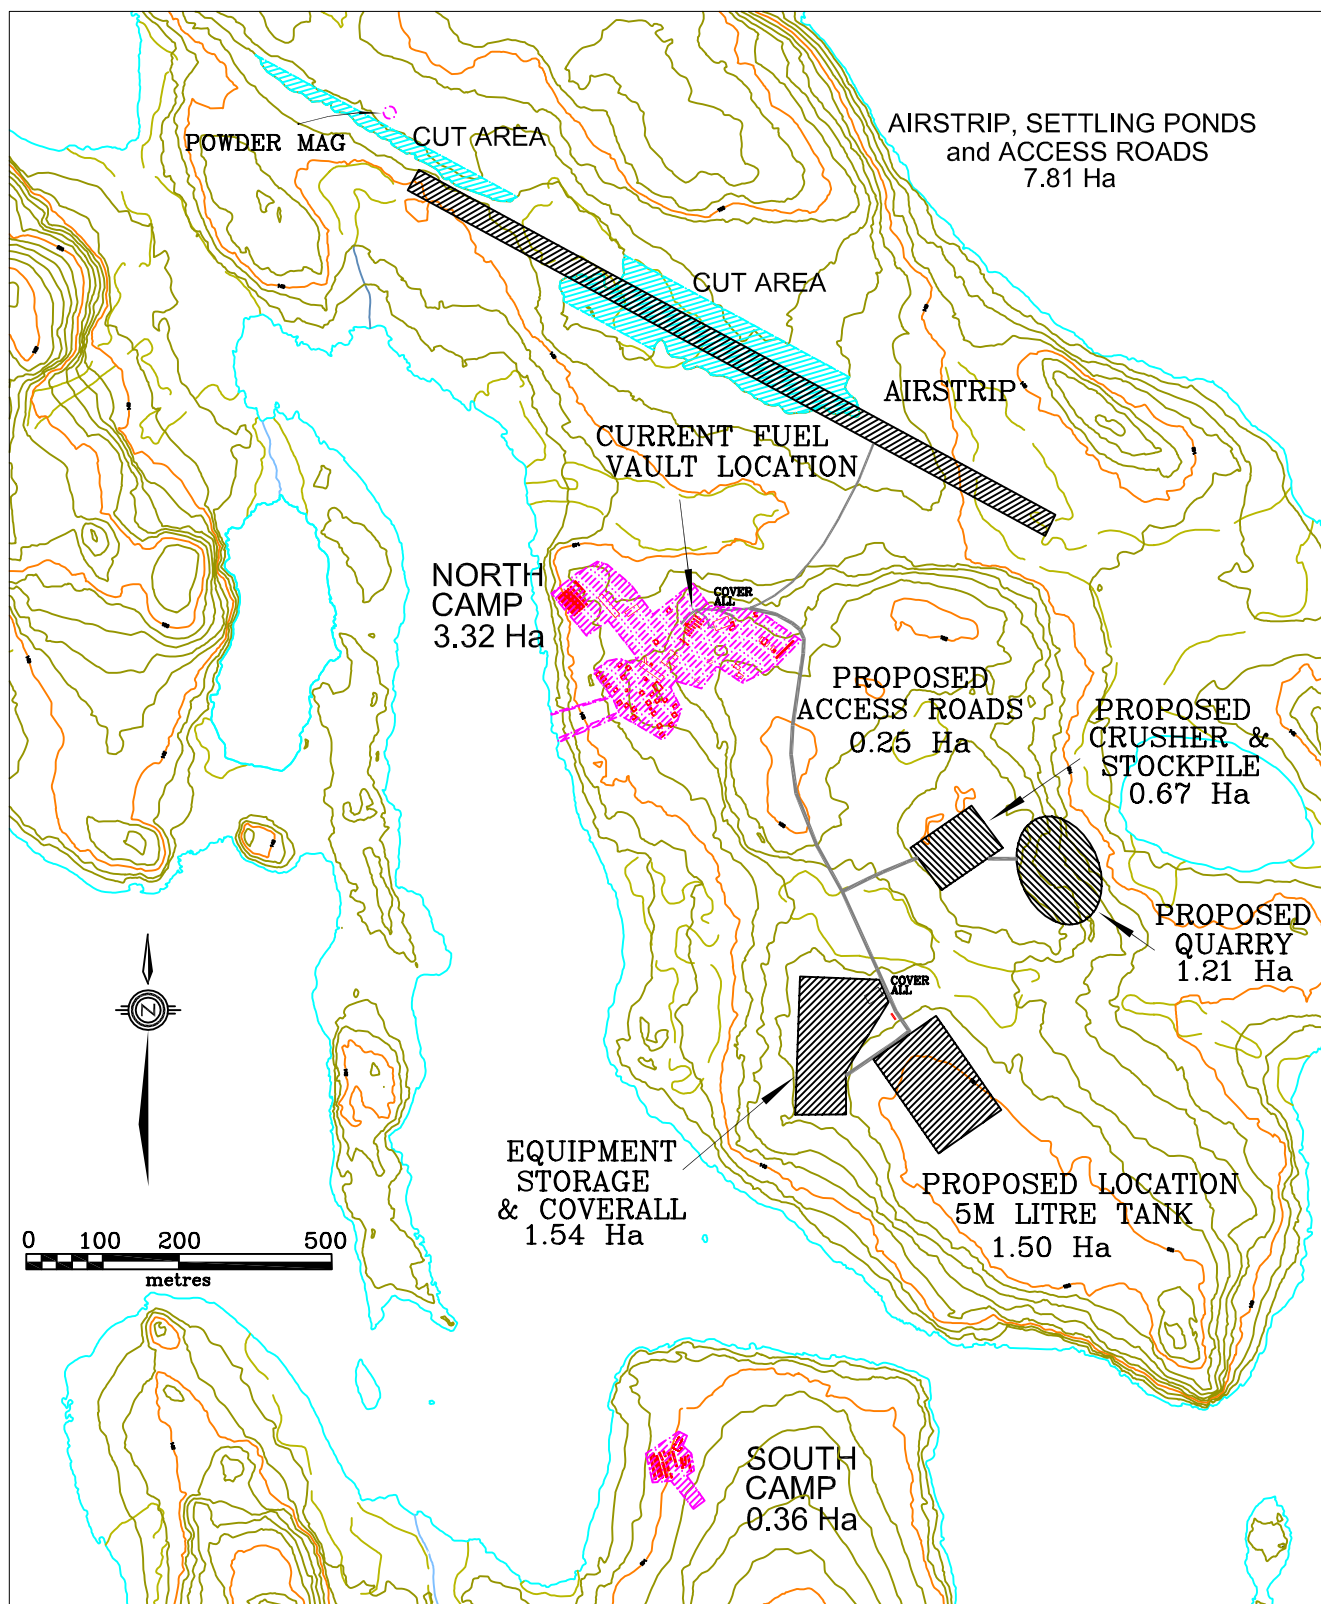 AIRSTRIP, SETTLING PONDS
and ACCESS ROADS
7.81 Ha
POWDER MAG
CUT AREA
CUT AREA
AIRSTRIP
CURRENT FUEL
VAULT LOCATION
NORTH
CAMP
3.32 Ha
COVER
ALL
PROPOSED
ACCESS ROADS
0.25 Ha
PROPOSED
CRUSHER &
STOCKPILE
0.67 Ha
PROPOSED
QUARRY
1.21 Ha
COVER
ALL
N
EQUIPMENT
STORAGE
& COVERALL
1.54 Ha
PROPOSED LOCATION
5M LITRE TANK
1.50 Ha
0 100 200 500
metres
SOUTH
CAMP
0.36 Ha